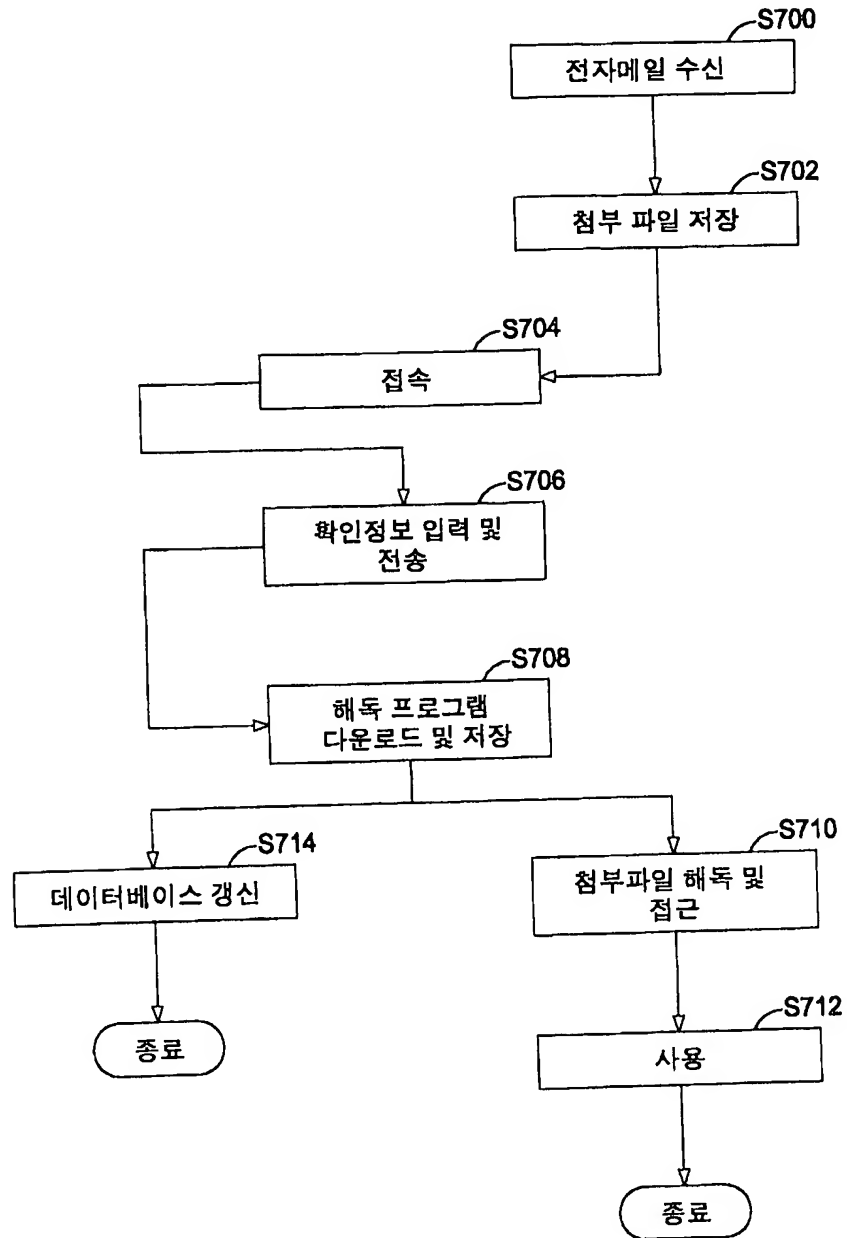 S700
전자메일 수신
S702
첨부 파일 저장
S704
접속
S706
확인정보 입력 및
전송
S708
해독 프로그램
다운로드 및 저장
S714
데이터베이스 갱신
S710
첨부파일 해독 및
접근
종료
S712
사용
종료